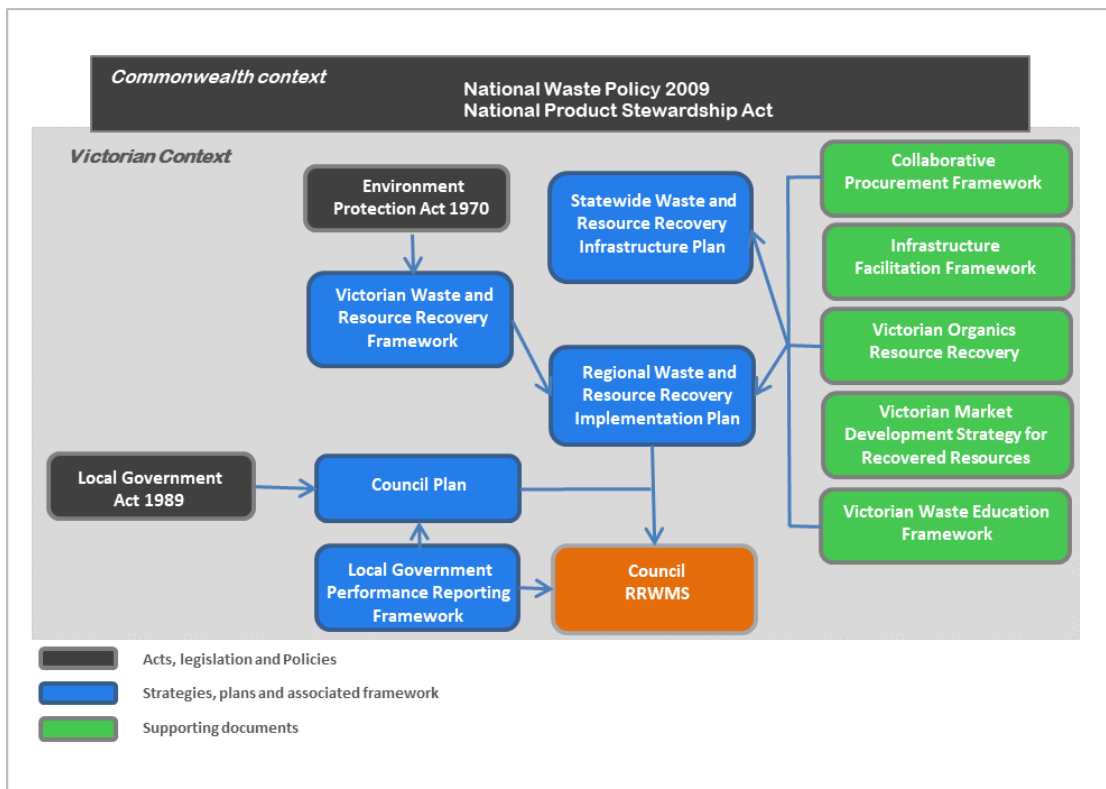 Commonwealth context
National Waste Policy 2009
National Product Stewardship Act
Victorian Context
Environment
Protection Act 1970
Statewide Waste and
Resource Recovery
Infrastructure Plan
Collaborative
Procurement Framework
Infrastructure
Facilitation Framework
Victorian Waste and
Resource Recovery
Framework
Victorian Organics
Resource Recovery
Regional Waste and
Resource Recovery
Implementation Plan
Victorian Market
Development Strategy for
Recovered Resources
Local Government
Act 1989
Council Plan
Victorian Waste Education
Framework
Local Government
Performance Reporting
Framework
Council
RRWMS
Acts, legislation and Policies
Strategies, plans and associated framework
Supporting documents